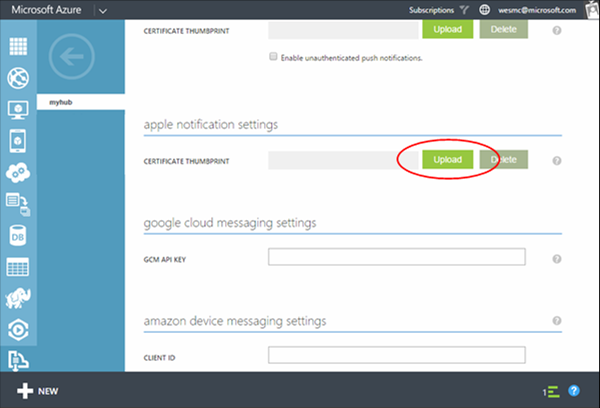 Microsoft Azure Subscriptions wesmc@microsoft.com
CERTIFICATE THUMBPRINT Upload Delete ?
Enable unauthenticated push notifications.
myhub
apple notification settings
CERTIFICATE THUMBPRINT Upload Delete ?
google cloud messaging settings
GCM API KEY ?
amazon device messaging settings ?
CLIENT ID
DB
NEW 1 ?